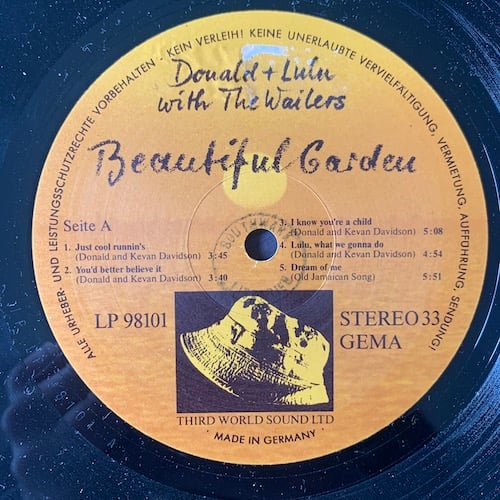 ALLE URHEBER- UND LEISTUNGSSCHUTZRECHTE VORBEHALTEN · KEIN VERLEIH! KEINE UNERLAUBTE VERVIELFÄLTIGUNG, VERMIETUNG, AUFFÜHRUNG, SENDUNG!
Donald + Lulu
with The Wailers
Beautiful Garden
Seite A
1. Just cool runnin's
(Donald and Kevan Davidson) 3:45
2. You'd better believe it
(Donald and Kevan Davidson) 3:40
3. I know you're a child
(Donald and Kevan Davidson) 5:08
4. Lulu, what we gonna do
(Donald and Kevan Davidson) 4:54
5. Dream of me
(Old Jamaican Song) 5:51
LP 98101
STEREO 33
GEMA
THIRD WORLD SOUND LTD
· MADE IN GERMANY ·